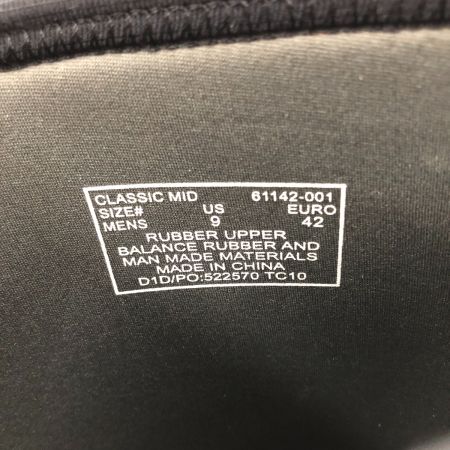 CLASSIC MID 61142-001
SIZE# US EURO
MENS 9 42
RUBBER UPPER
BALANCE RUBBER AND
MAN MADE MATERIALS
MADE IN CHINA
D1D/PO:522570 TC10